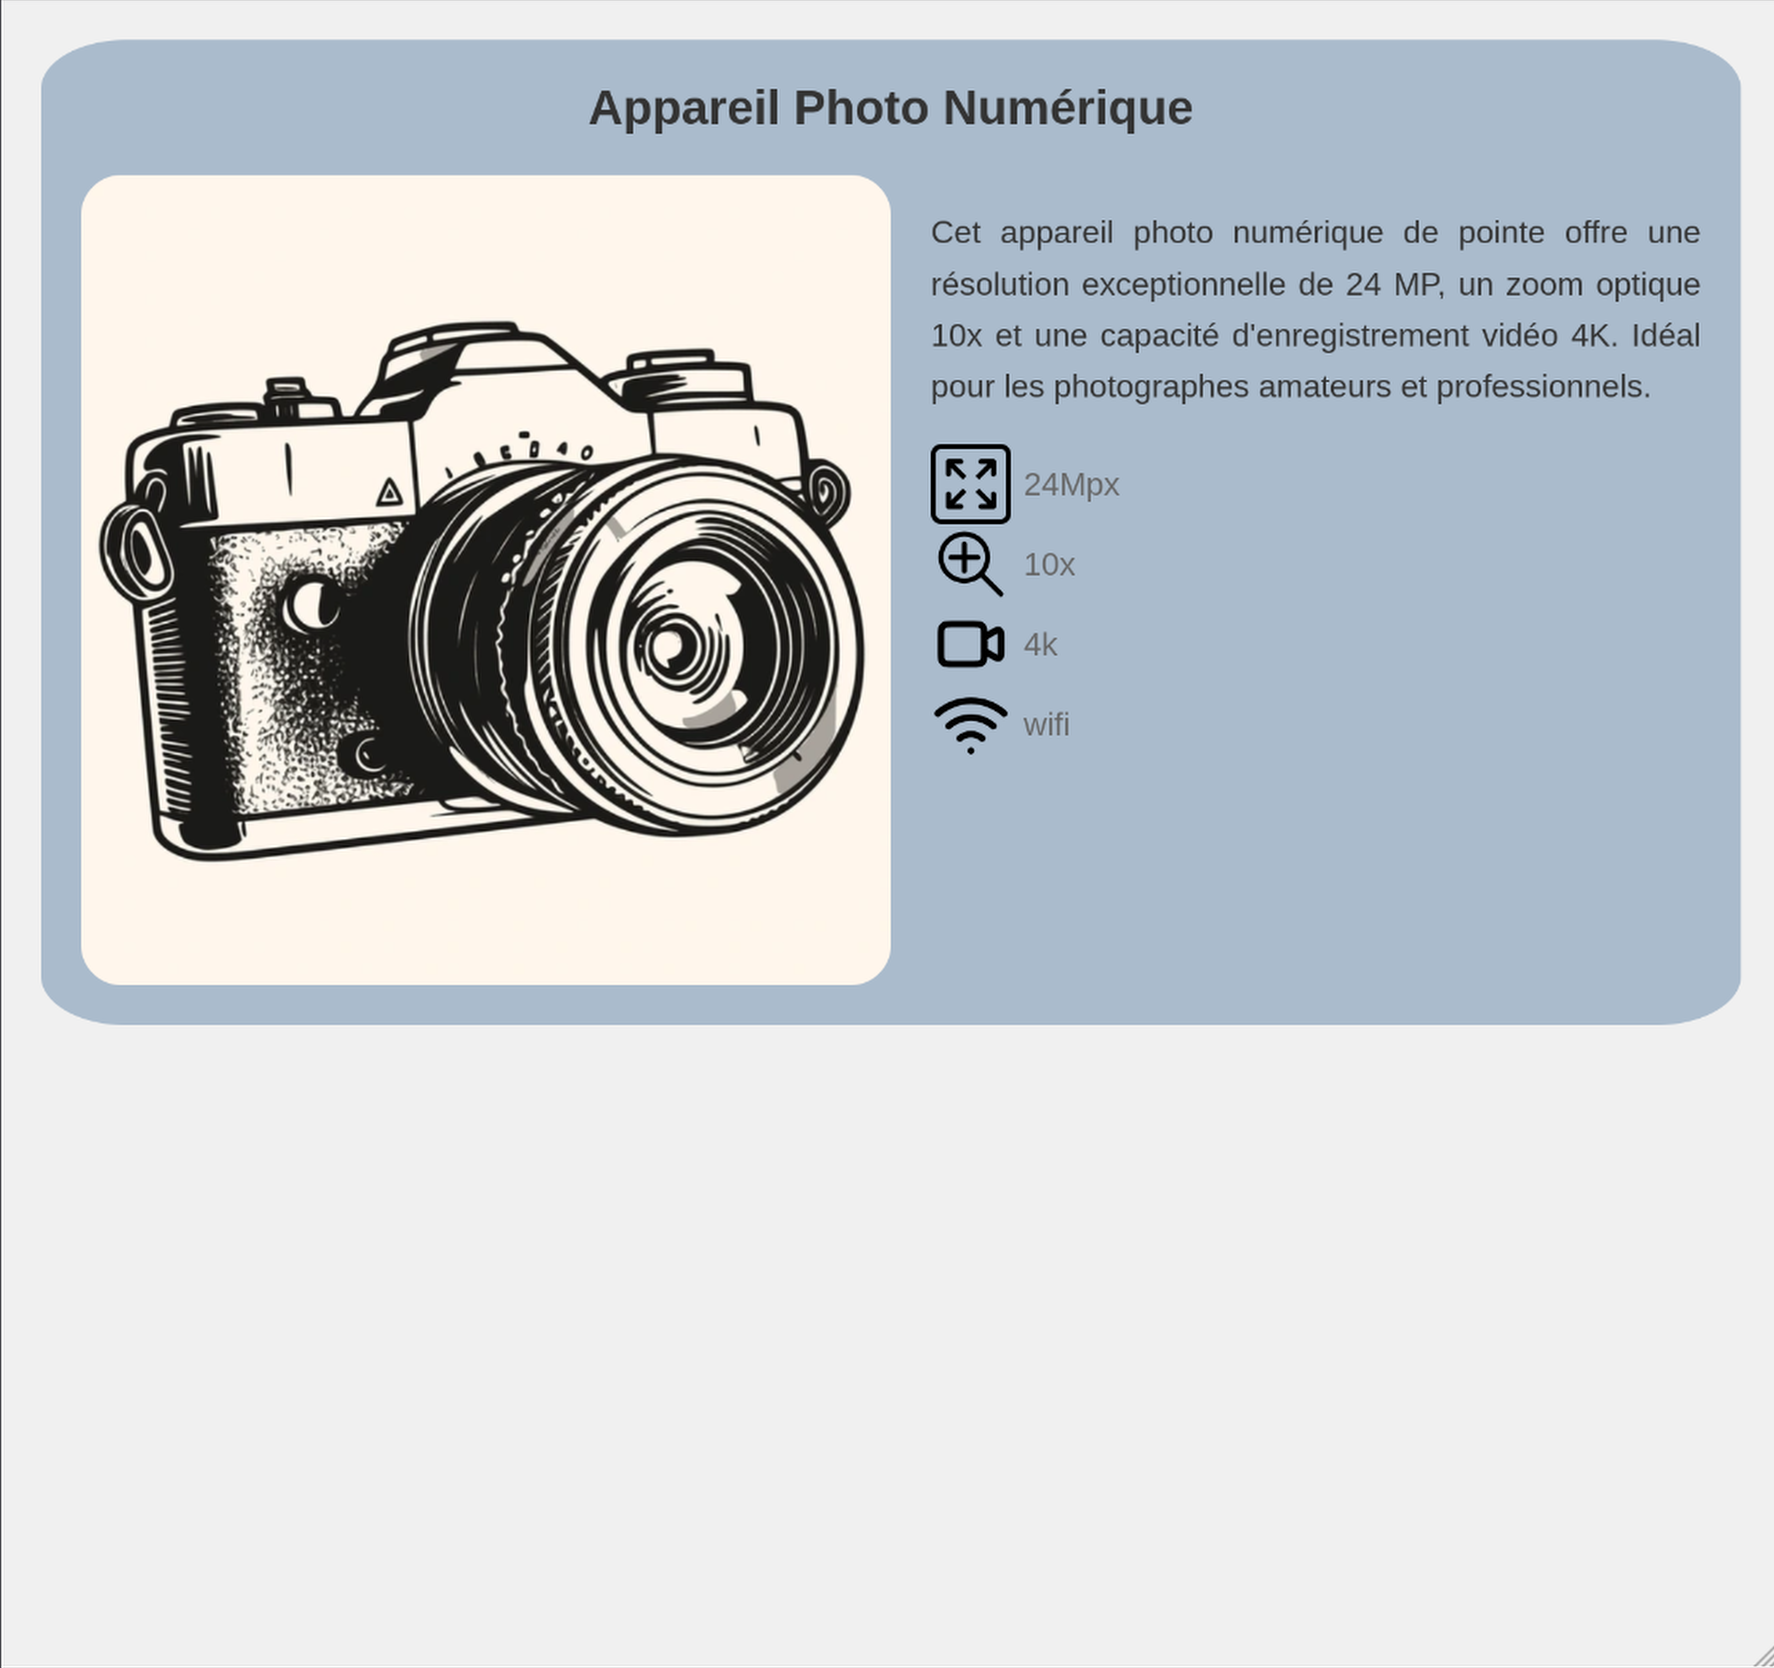 Appareil Photo Numérique
Cet appareil photo numérique de pointe offre une
résolution exceptionnelle de 24 MP, un zoom optique
10x et une capacité d'enregistrement vidéo 4K. Idéal
pour les photographes amateurs et professionnels.
24Mpx
10x
4k
wifi